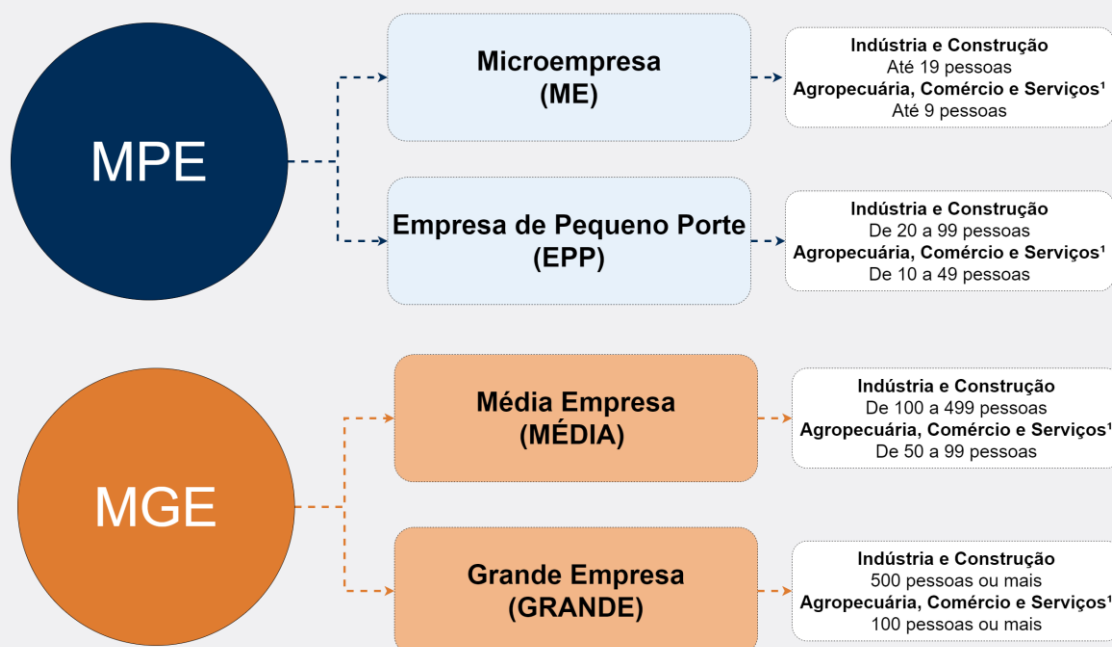 MPE
Microempresa
(ME)
Indústria e Construção
Até 19 pessoas
Agropecuária, Comércio e Serviços¹
Até 9 pessoas
Empresa de Pequeno Porte
(EPP)
Indústria e Construção
De 20 a 99 pessoas
Agropecuária, Comércio e Serviços¹
De 10 a 49 pessoas
MGE
Média Empresa
(MÉDIA)
Indústria e Construção
De 100 a 499 pessoas
Agropecuária, Comércio e Serviços¹
De 50 a 99 pessoas
Grande Empresa
(GRANDE)
Indústria e Construção
500 pessoas ou mais
Agropecuária, Comércio e Serviços¹
100 pessoas ou mais